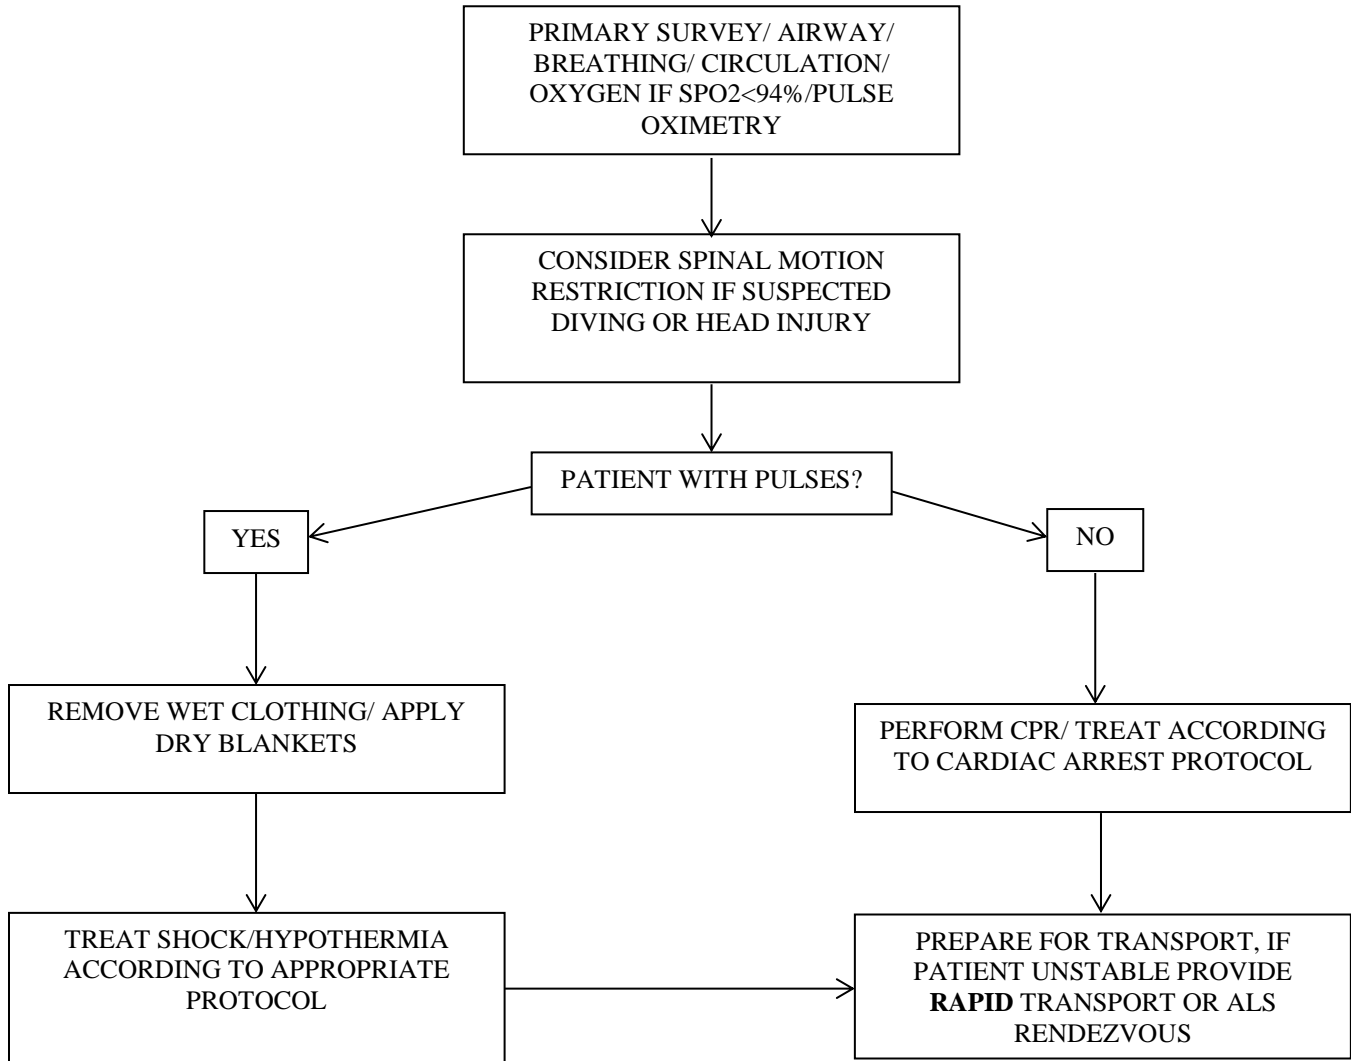 PRIMARY SURVEY/ AIRWAY/
BREATHING/ CIRCULATION/
OXYGEN IF SPO2<94%/PULSE
OXIMETRY
CONSIDER SPINAL MOTION
RESTRICTION IF SUSPECTED
DIVING OR HEAD INJURY
PATIENT WITH PULSES?
YES
NO
REMOVE WET CLOTHING/ APPLY
DRY BLANKETS
PERFORM CPR/ TREAT ACCORDING
TO CARDIAC ARREST PROTOCOL
TREAT SHOCK/HYPOTHERMIA
ACCORDING TO APPROPRIATE
PROTOCOL
PREPARE FOR TRANSPORT, IF
PATIENT UNSTABLE PROVIDE
RAPID TRANSPORT OR ALS
RENDEZVOUS